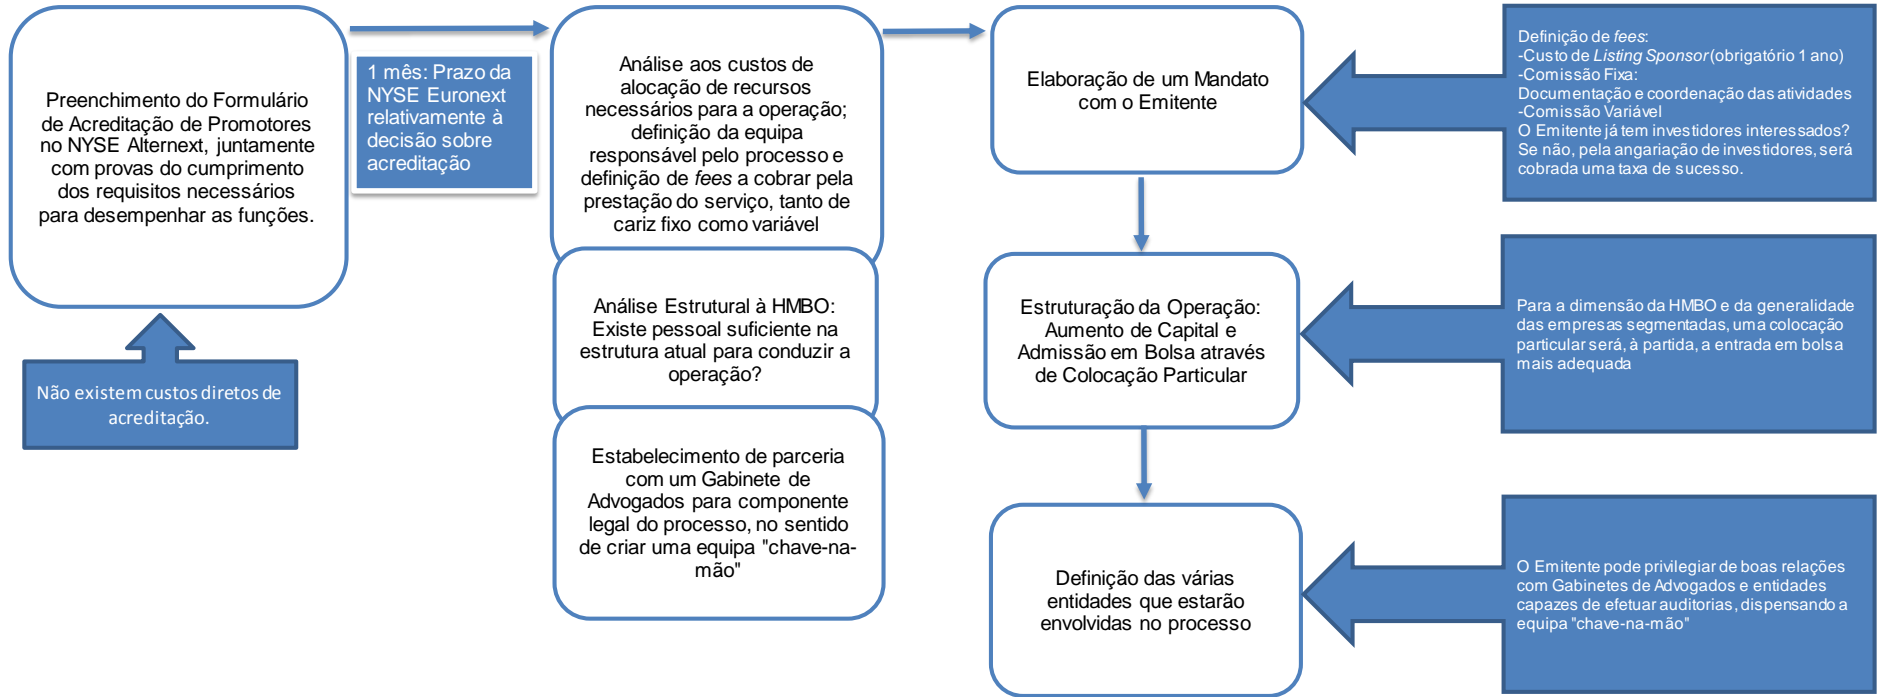 Preenchimento do Formulário
de Acreditação de Promotores
no NYSE Alternext, juntamente
com provas do cumprimento
dos requisitos necessários
para desempenhar as funções.
Não existem custos diretos de
acreditação.
1 mês: Prazo da
NYSE Euronext
relativamente à
decisão sobre
acreditação
Análise aos custos de
alocação de recursos
necessários para a operação;
definição da equipa
responsável pelo processo e
definição de fees a cobrar pela
prestação do serviço, tanto de
cariz fixo como variável
Análise Estrutural à HMBO:
Existe pessoal suficiente na
estrutura atual para conduzir a
operação?
Estabelecimento de parceria
com um Gabinete de
Advogados para componente
legal do processo, no sentido
de criar uma equipa "chave-na-
mão"
Elaboração de um Mandato
com o Emitente
Estruturação da Operação:
Aumento de Capital e
Admissão em Bolsa através
de Colocação Particular
Definição das várias
entidades que estarão
envolvidas no processo
Definição de fees:
-Custo de Listing Sponsor (obrigatório 1 ano)
-Comissão Fixa:
Documentação e coordenação das atividades
-Comissão Variável
O Emitente já tem investidores interessados?
Se não, pela angariação de investidores, será
cobrada uma taxa de sucesso.
Para a dimensão da HMBO e da generalidade
das empresas segmentadas, uma colocação
particular será, à partida, a entrada em bolsa
mais adequada
O Emitente pode privilegiar de boas relações
com Gabinetes de Advogados e entidades
capazes de efetuar auditorias, dispensando a
equipa "chave-na-mão"